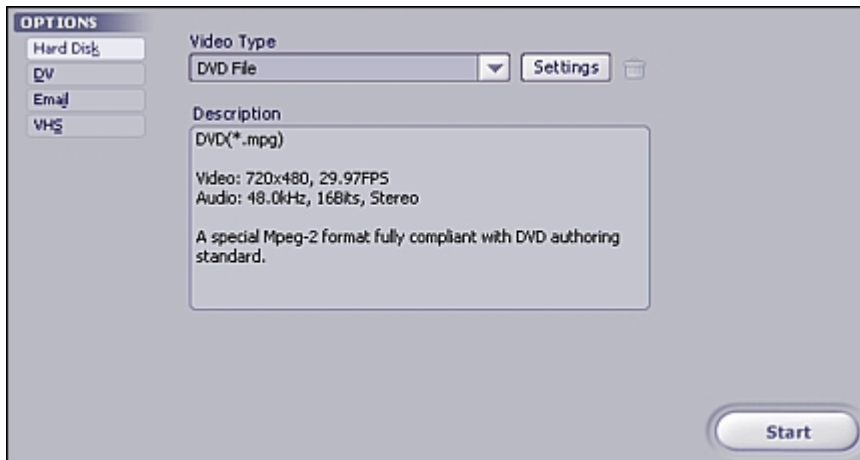 OPTIONS
Hard Disk
DV
Email
VHS
Video Type
DVD File
Settings
Description
DVD(*.mpg)
Video: 720x480, 29.97FPS
Audio: 48.0kHz, 16Bits, Stereo
A special Mpeg-2 format fully compliant with DVD authoring
standard.
Start